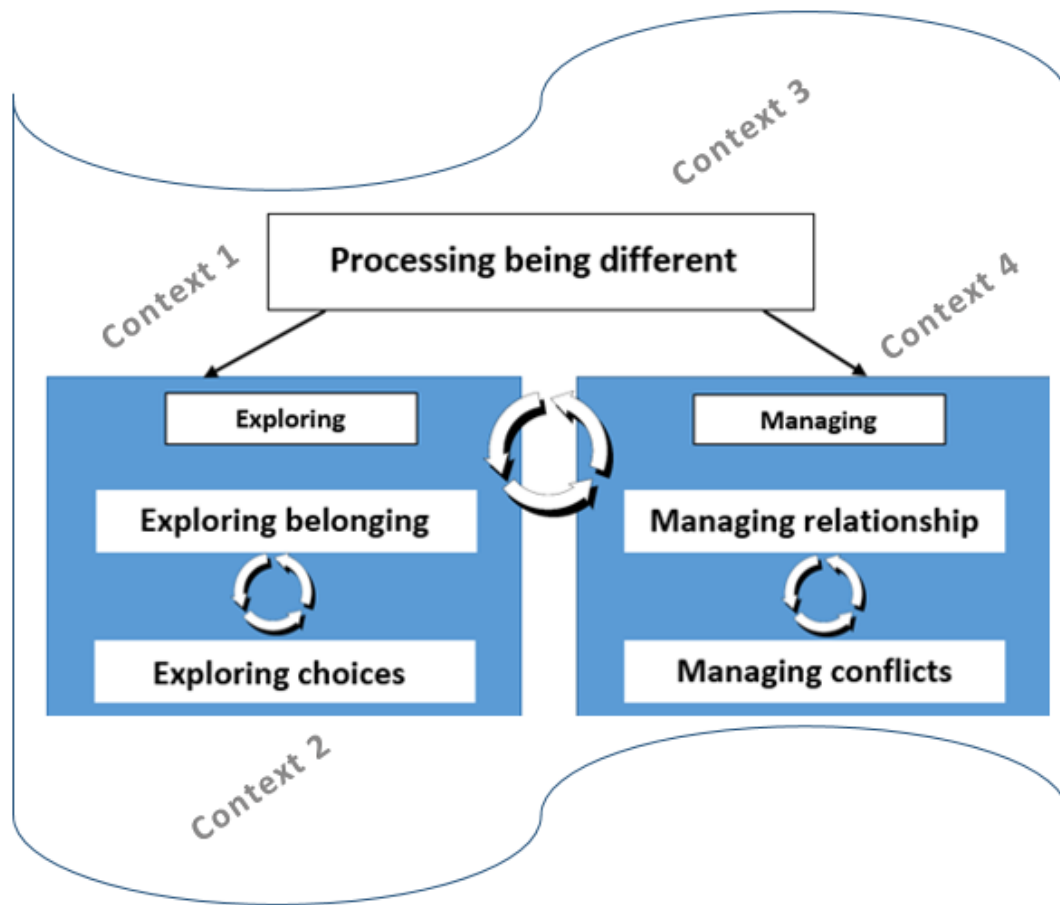 Context 3
Processing being different
Context 1
Context 4
Exploring
Managing
Exploring belonging
Managing relationship
Exploring choices
Managing conflicts
Context 2